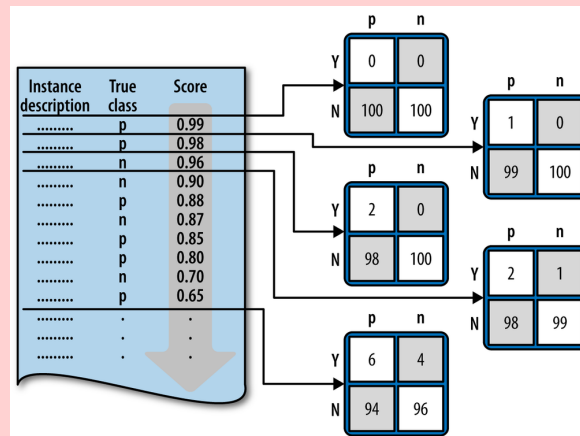 Instance description True class Score
......... p 0.99
......... p 0.98
......... n 0.96
......... n 0.90
......... p 0.88
......... n 0.87
......... p 0.85
......... p 0.80
......... n 0.70
......... p 0.65
......... . .
......... . .
......... . .
p n
Y 0 0
N 100 100
p n
Y 1 0
N 99 100
p n
Y 2 0
N 98 100
p n
Y 2 1
N 98 99
p n
Y 6 4
N 94 96